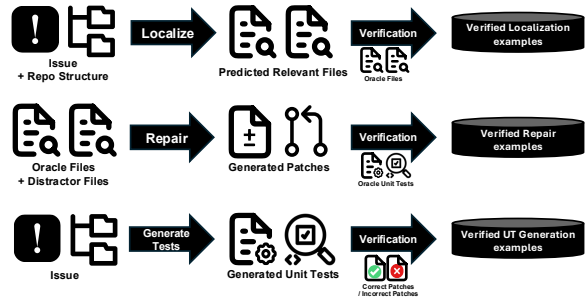 Issue
+ Repo Structure
Localize
Predicted Relevant Files
Verification
Oracle Files
Verified Localization
examples
Oracle Files
+ Distractor Files
Repair
Generated Patches
Verification
Oracle Unit Tests
Verified Repair
examples
Issue
Generate
Tests
Generated Unit Tests
Verification
Correct Patches
/ Incorrect Patches
Verified UT Generation
examples